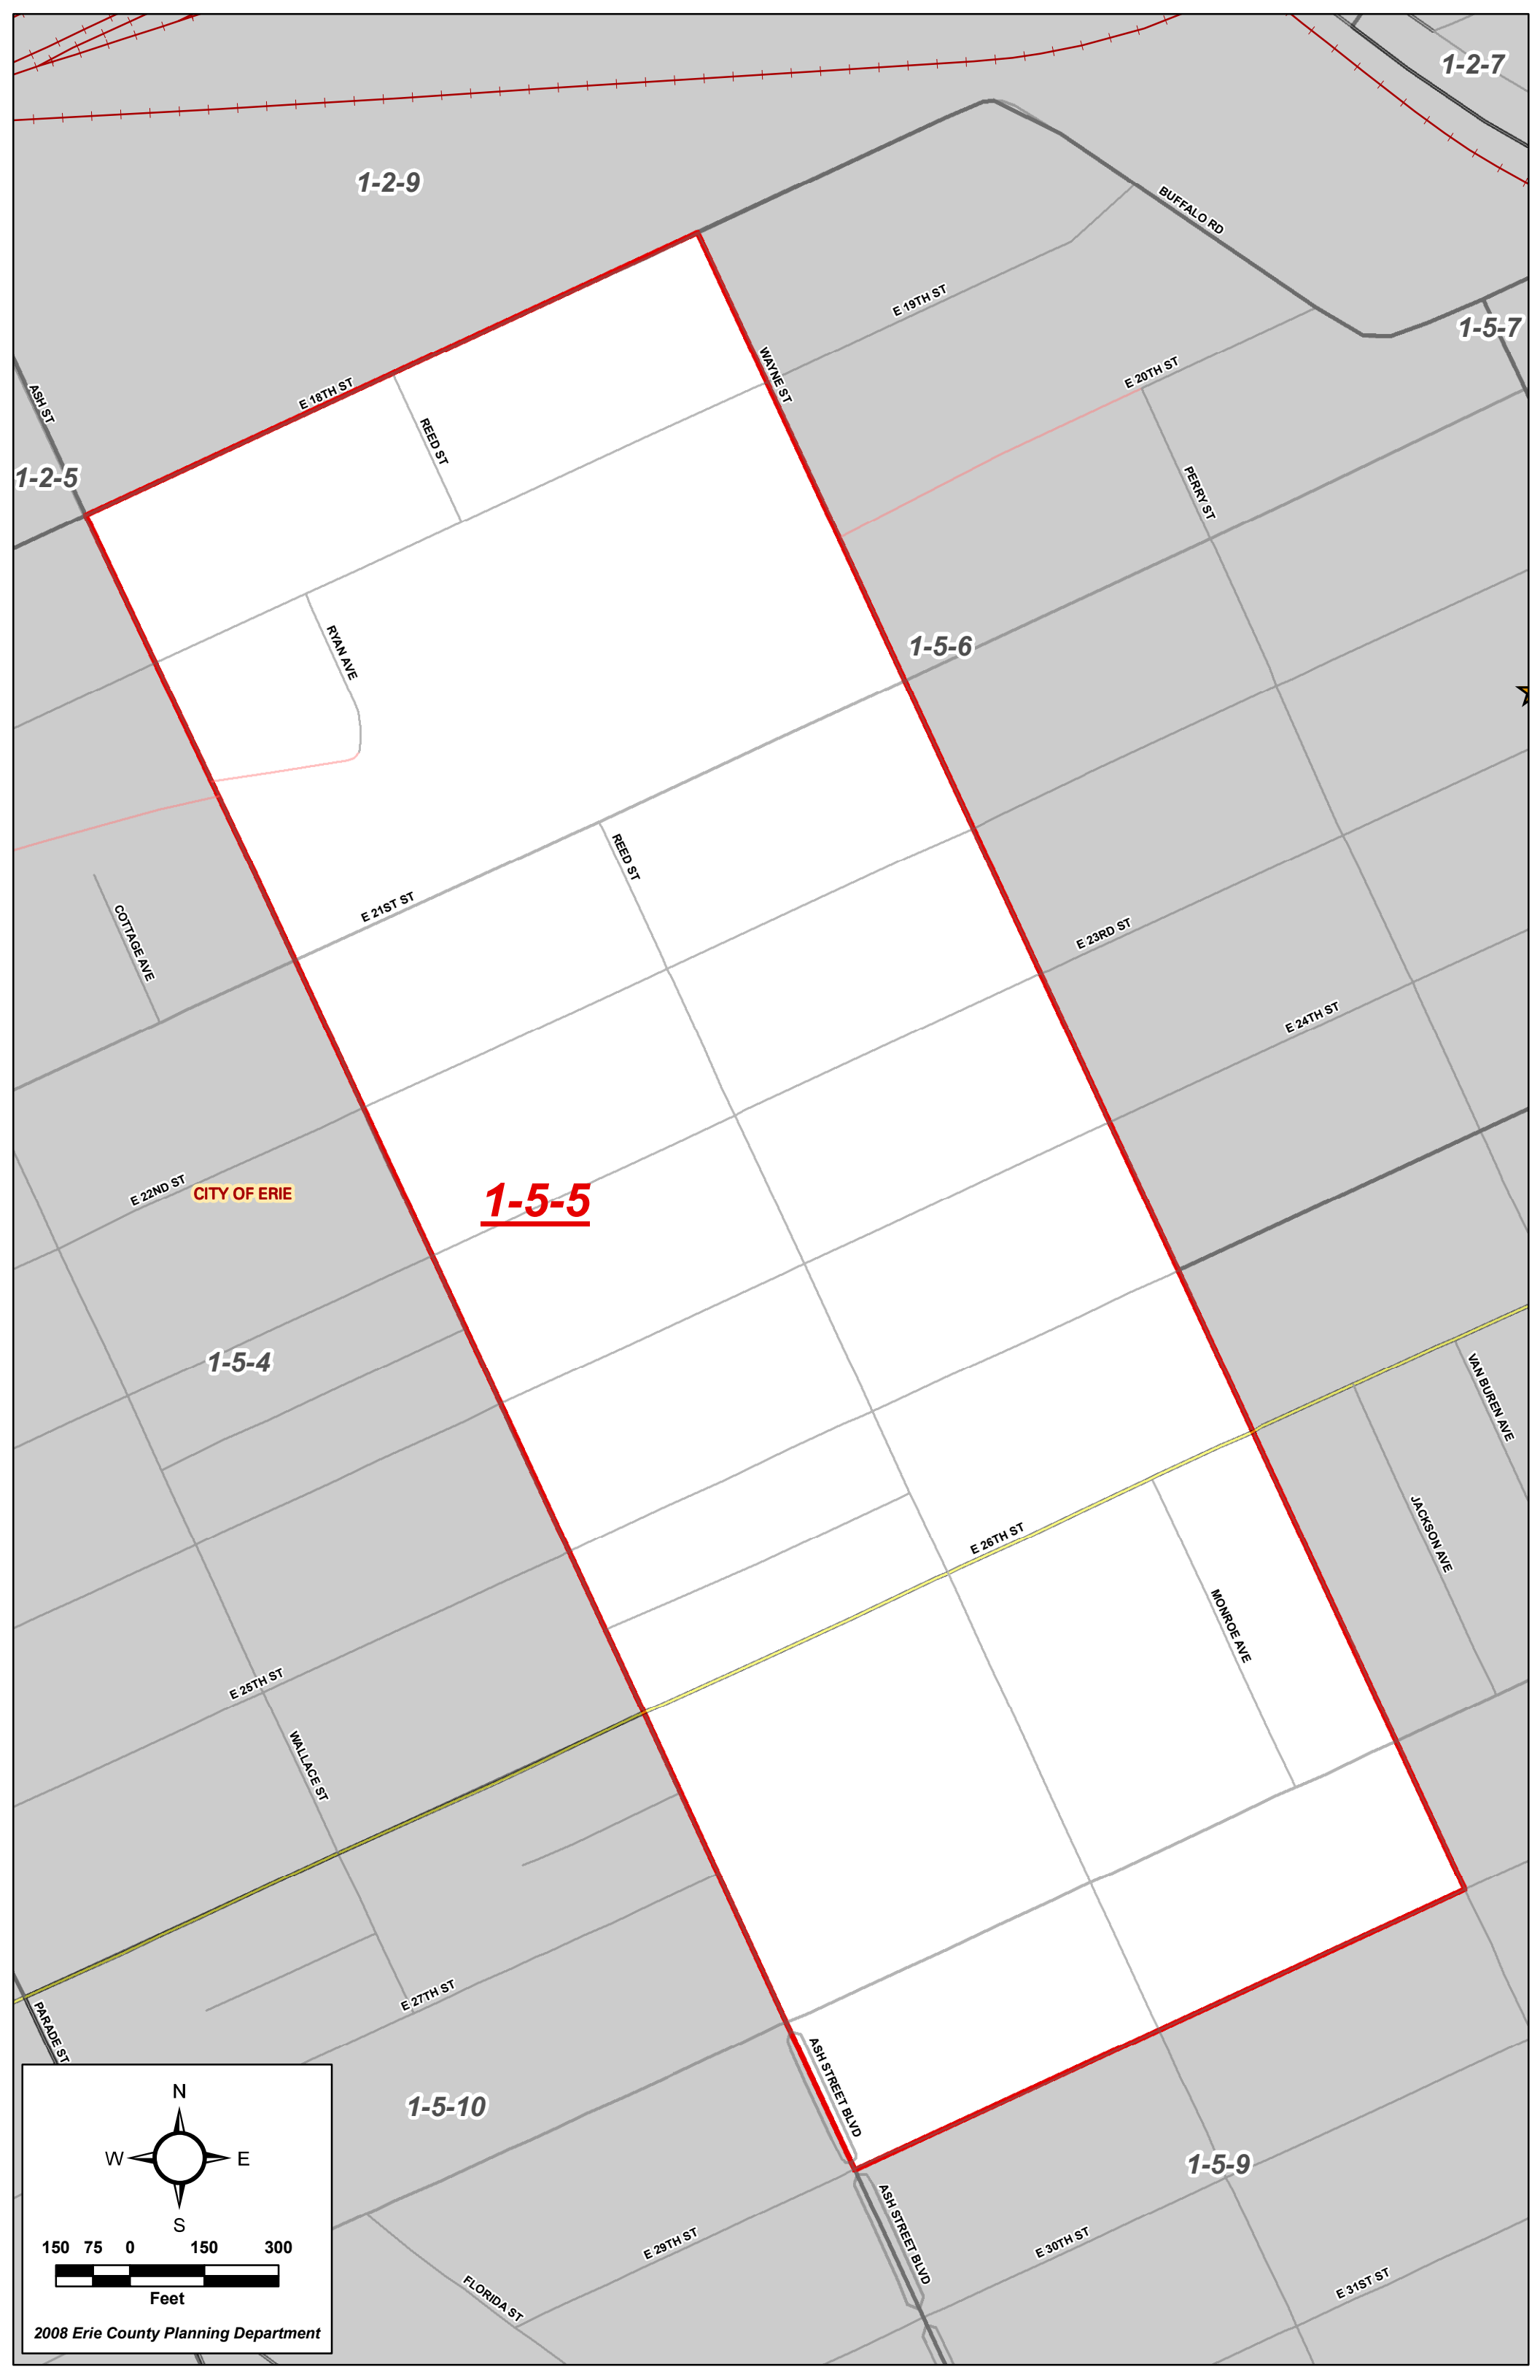 1-2-7
1-2-9
BUFFALO RD
E 19TH ST
1-5-7
WAYNE ST
E 20TH ST
ASH ST
E 18TH ST
REED ST
1-2-5
PERRY ST
RYAN AVE
1-5-6
REED ST
E 21ST ST
COTTAGE AVE
E 23RD ST
E 24TH ST
E 22ND ST
CITY OF ERIE
1-5-5
1-5-4
VAN BUREN AVE
E 26TH ST
JACKSON AVE
MONROE AVE
E 25TH ST
WALLACE ST
E 27TH ST
PARADE ST
ASH STREET BLVD
1-5-10
1-5-9
ASH STREET BLVD
E 29TH ST
E 30TH ST
FLORIDA ST
E 31ST ST
N
W E
S
150 75 0 150 300
Feet
2008 Erie County Planning Department